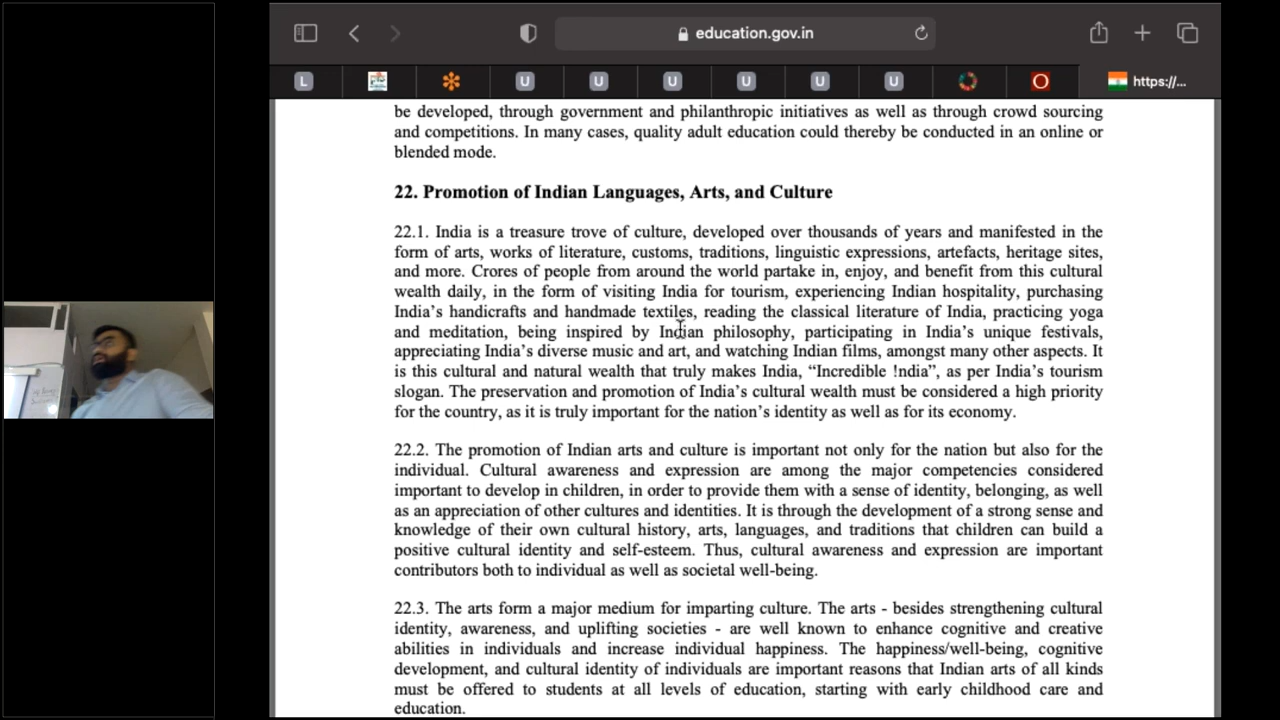 education.gov.in
L
U
U
U
U
U
U
https://...
be developed, through government and philanthropic initiatives as well as through crowd sourcing
and competitions. In many cases, quality adult education could thereby be conducted in an online or
blended mode.
22. Promotion of Indian Languages, Arts, and Culture
22.1. India is a treasure trove of culture, developed over thousands of years and manifested in the
form of arts, works of literature, customs, traditions, linguistic expressions, artefacts, heritage sites,
and more. Crores of people from around the world partake in, enjoy, and benefit from this cultural
wealth daily, in the form of visiting India for tourism, experiencing Indian hospitality, purchasing
India’s handicrafts and handmade textiles, reading the classical literature of India, practicing yoga
and meditation, being inspired by Indian philosophy, participating in India’s unique festivals,
appreciating India’s diverse music and art, and watching Indian films, amongst many other aspects. It
is this cultural and natural wealth that truly makes India, “Incredible !ndia”, as per India’s tourism
slogan. The preservation and promotion of India’s cultural wealth must be considered a high priority
for the country, as it is truly important for the nation’s identity as well as for its economy.
22.2. The promotion of Indian arts and culture is important not only for the nation but also for the
individual. Cultural awareness and expression are among the major competencies considered
important to develop in children, in order to provide them with a sense of identity, belonging, as well
as an appreciation of other cultures and identities. It is through the development of a strong sense and
knowledge of their own cultural history, arts, languages, and traditions that children can build a
positive cultural identity and self-esteem. Thus, cultural awareness and expression are important
contributors both to individual as well as societal well-being.
22.3. The arts form a major medium for imparting culture. The arts - besides strengthening cultural
identity, awareness, and uplifting societies - are well known to enhance cognitive and creative
abilities in individuals and increase individual happiness. The happiness/well-being, cognitive
development, and cultural identity of individuals are important reasons that Indian arts of all kinds
must be offered to students at all levels of education, starting with early childhood care and
education.